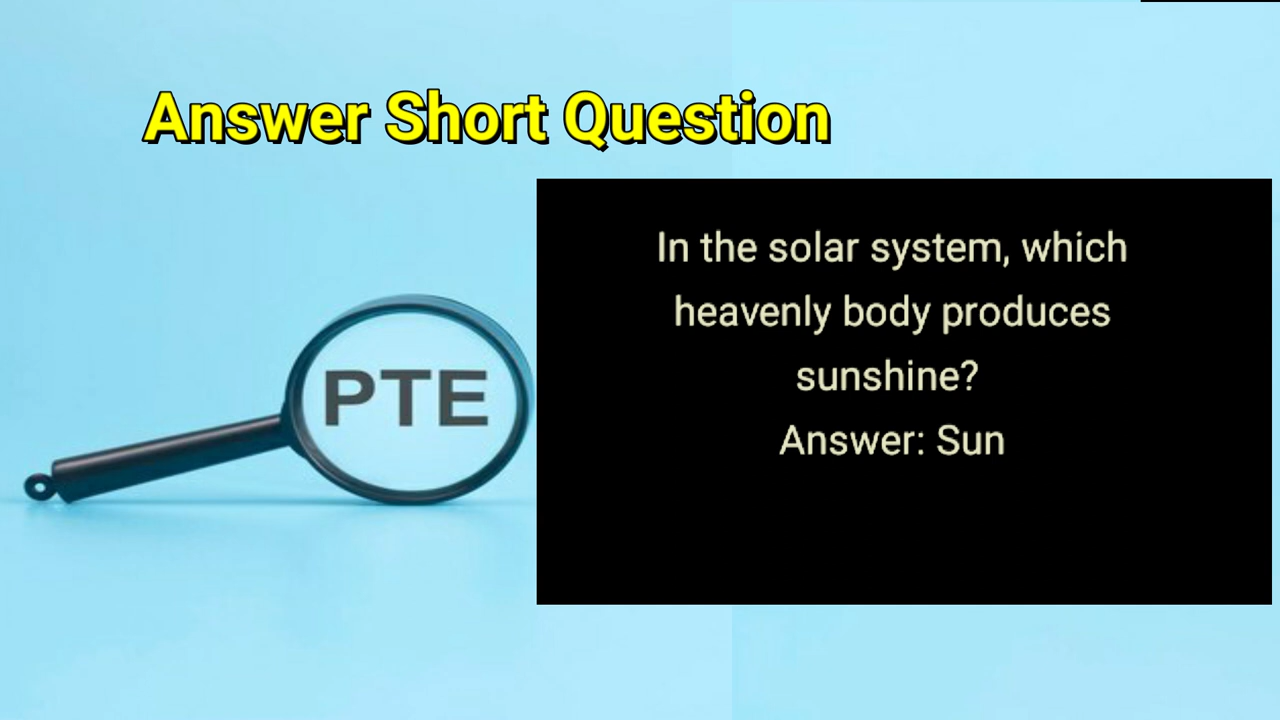 Answer Short Question
In the solar system, which
heavenly body produces
sunshine?
Answer: Sun
PTE